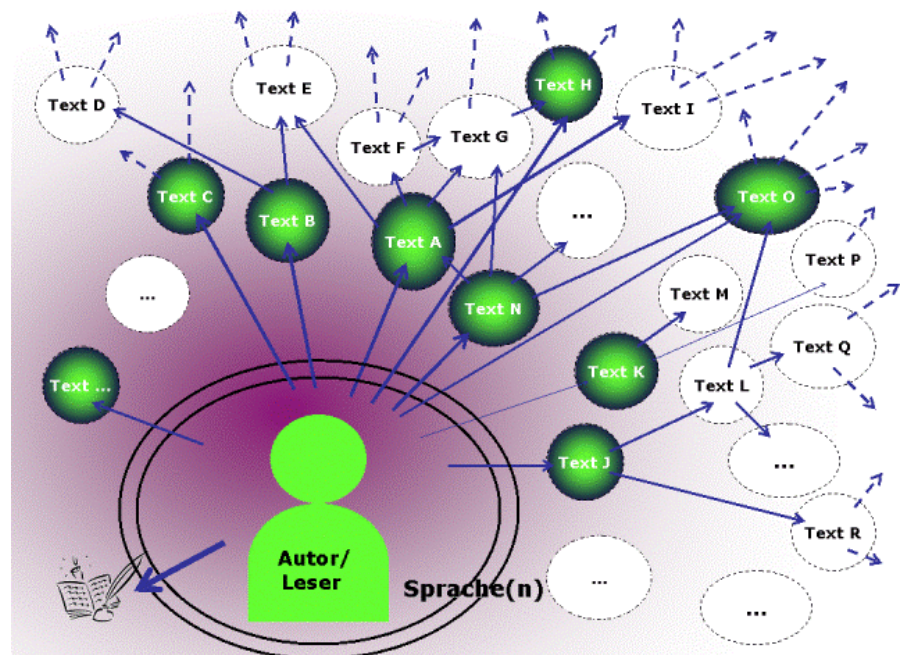 Text D
Text E
Text H
Text I
Text F
Text G
Text C
Text B
Text A
...
Text O
Text P
...
Text N
Text M
Text Q
Text ...
Text K
Text L
Text J
...
Text R
Autor/
Leser
Sprache(n)
...
...